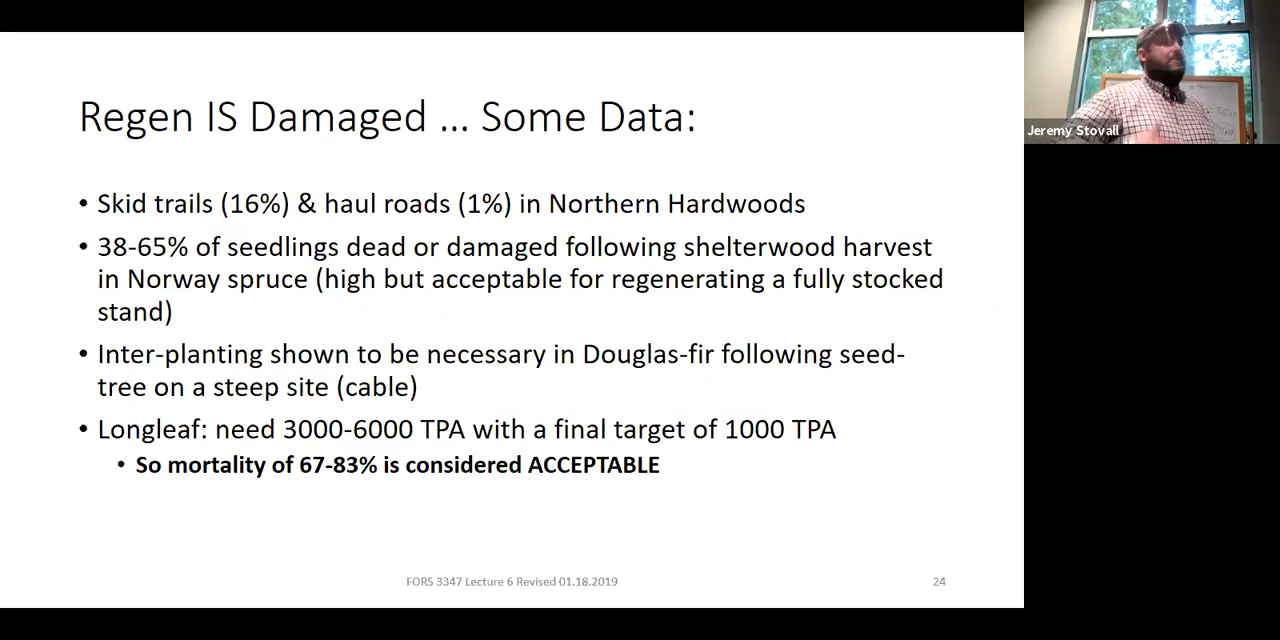 Regen IS Damaged ... Some Data:
• Skid trails (16%) & haul roads (1%) in Northern Hardwoods
• 38-65% of seedlings dead or damaged following shelterwood harvest
in Norway spruce (high but acceptable for regenerating a fully stocked
stand)
• Inter-planting shown to be necessary in Douglas-fir following seed-
tree on a steep site (cable)
• Longleaf: need 3000-6000 TPA with a final target of 1000 TPA
• So mortality of 67-83% is considered ACCEPTABLE
FORS 3347 Lecture 6 Revised 01.18.2019
24
Jeremy Stovall